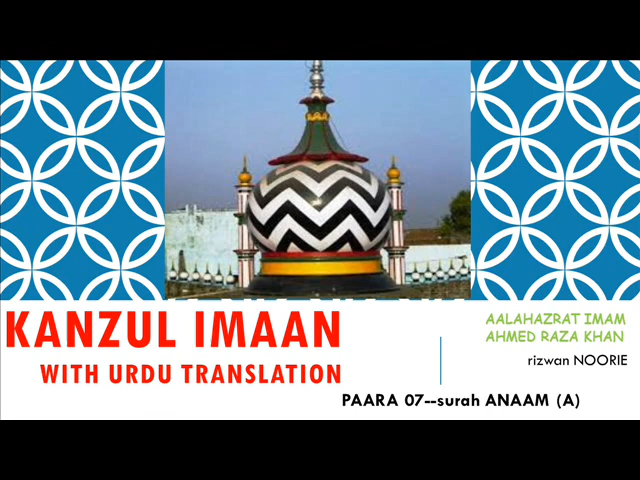 KANZUL IMAAN
WITH URDU TRANSLATION
AALAHAZRAT IMAM
AHMED RAZA KHAN
rizwan NOORIE
PAARA 07--surah ANAAM (A)